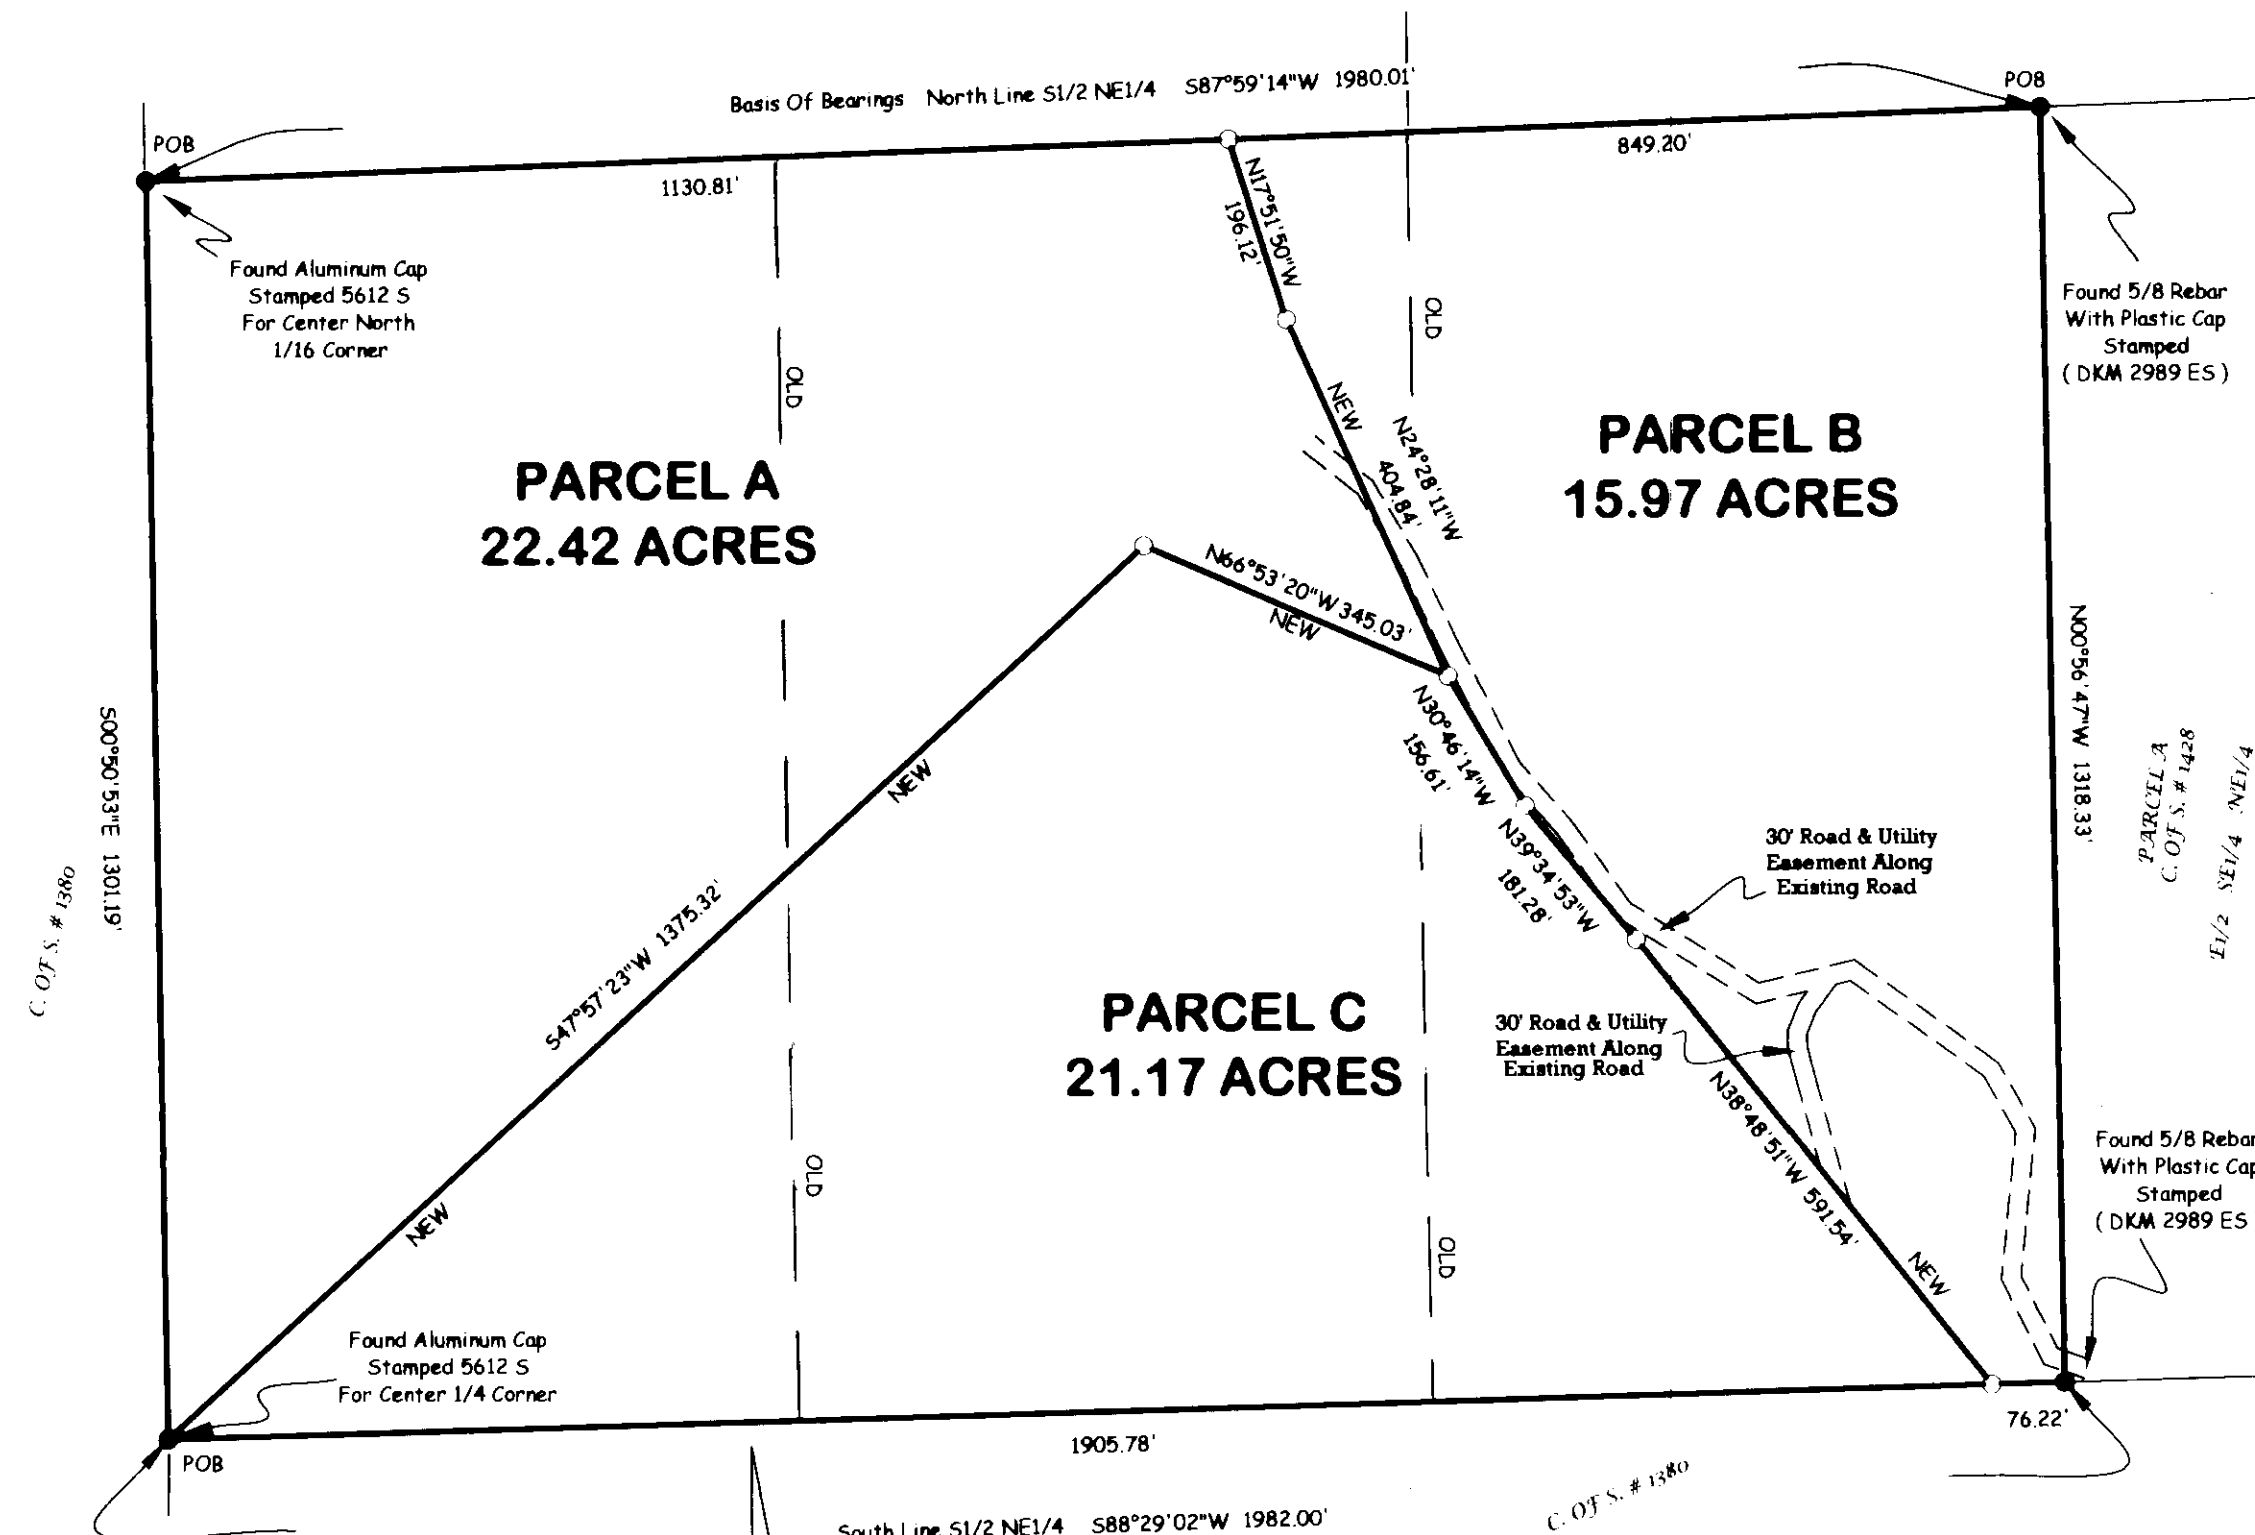 Basis Of Bearings North Line S1/2 NE1/4 S87°59'14"W 1980.01'
POB
POB
1130.81'
849.20'
N17°51'50"W
196.12'
Found Aluminum Cap
Stamped 5612 S
For Center North
1/16 Corner
Found 5/8 Rebar
With Plastic Cap
Stamped
( DKM 2989 ES )
OLD
OLD
NEW
N24°28'11"W
404.84'
PARCEL A
22.42 ACRES
PARCEL B
15.97 ACRES
N66°53'20"W 345.03'
NEW
N30°46'14"W
156.61'
N00°56'47"W 1318.33'
S00°50'53"E 1301.19'
C. OF S. # 1380
NEW
N39°34'53"W
181.28'
30' Road & Utility
Easement Along
Existing Road
PARCEL A
C. OF S. # 1428
E1/2 SE1/4 NE1/4
S47°57'23"W 1375.32'
PARCEL C
21.17 ACRES
30' Road & Utility
Easement Along
Existing Road
N38°48'51"W 591.54'
NEW
OLD
OLD
NEW
Found 5/8 Rebar
With Plastic Cap
Stamped
( DKM 2989 ES
Found Aluminum Cap
Stamped 5612 S
For Center 1/4 Corner
POB
1905.78'
76.22'
C. OF S. # 1380
South Line S1/2 NE1/4 S88°29'02"W 1982.00'